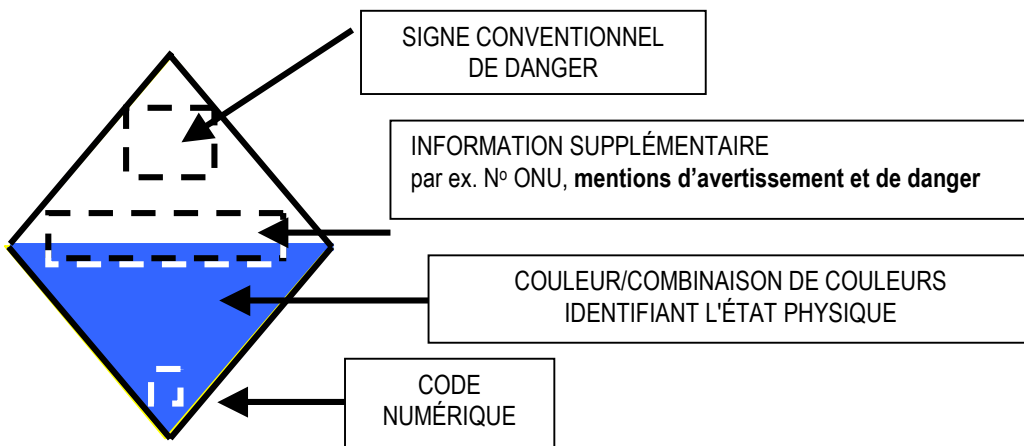 SIGNE CONVENTIONNEL
DE DANGER
INFORMATION SUPPLÉMENTAIRE
par ex. Nº ONU, mentions d’avertissement et de danger
COULEUR/COMBINAISON DE COULEURS
IDENTIFIANT L'ÉTAT PHYSIQUE
CODE
NUMÉRIQUE